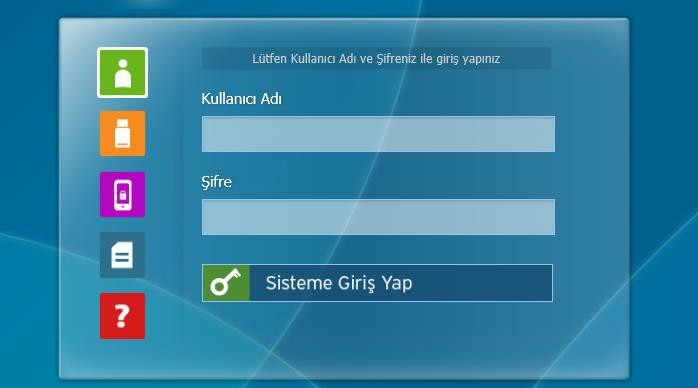 Lütfen Kullanıcı Adı ve Şifreniz ile giriş yapınız
Kullanıcı Adı
Şifre
Sisteme Giriş Yap
?